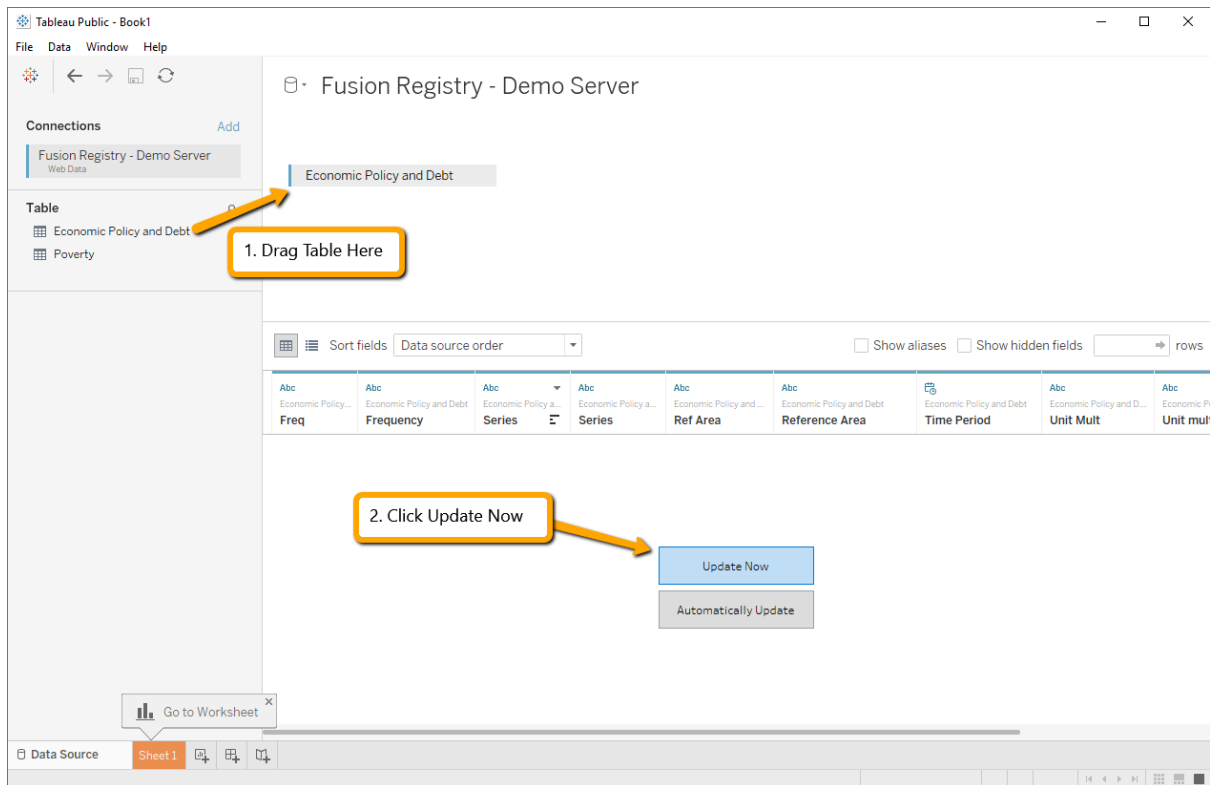 Tableau Public - Book1
File Data Window Help
Fusion Registry - Demo Server
Connections Add
Fusion Registry - Demo Server
Web Data
Economic Policy and Debt
Table
Economic Policy and Debt
Poverty
1. Drag Table Here
Sort fields Data source order Show aliases Show hidden fields rows
Abc Abc Abc Abc Abc Abc Abc Abc
Economic Policy... Economic Policy and Debt Economic Policy a... Economic Policy a... Economic Policy and ... Economic Policy and Debt Economic Policy and Debt Economic Policy and D... Economic P
Freq Frequency Series Series Ref Area Reference Area Time Period Unit Mult Unit mul
2. Click Update Now
Update Now
Automatically Update
Go to Worksheet
Data Source Sheet 1